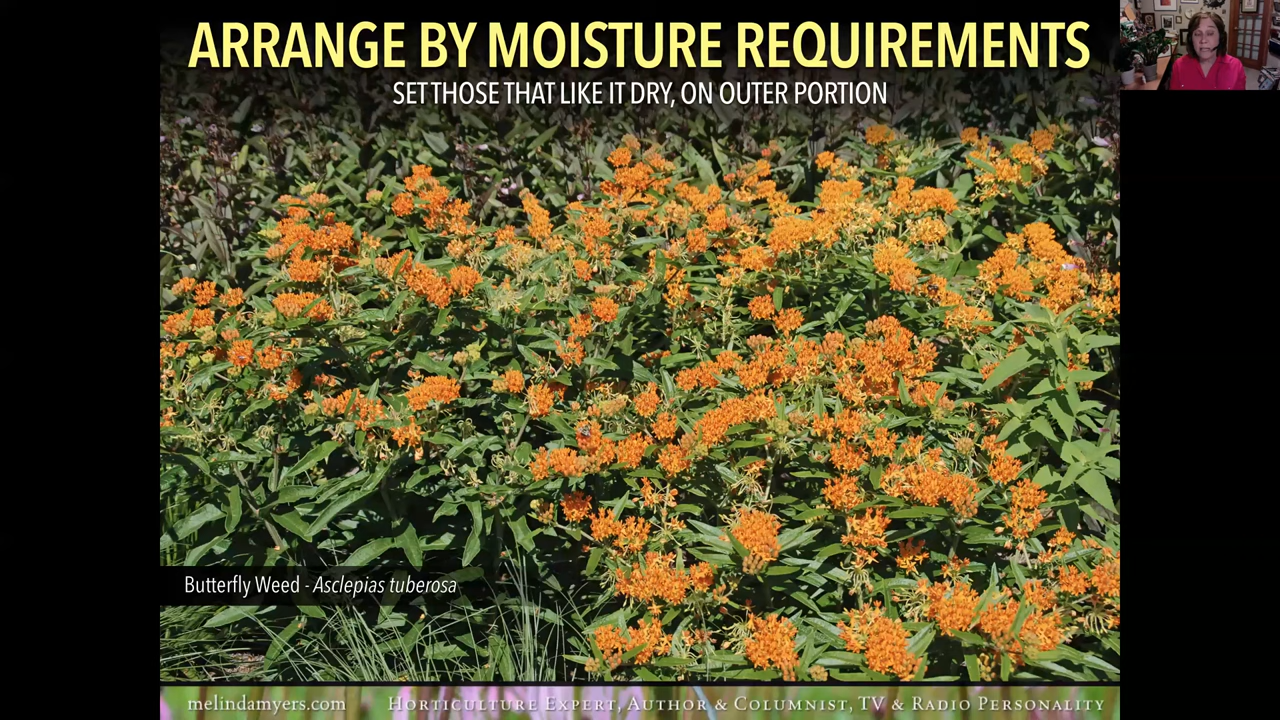 ARRANGE BY MOISTURE REQUIREMENTS
SET THOSE THAT LIKE IT DRY, ON OUTER PORTION
Butterfly Weed - Asclepias tuberosa
melindamyers.com Horticulture Expert, Author & Columnist, TV & Radio Personality